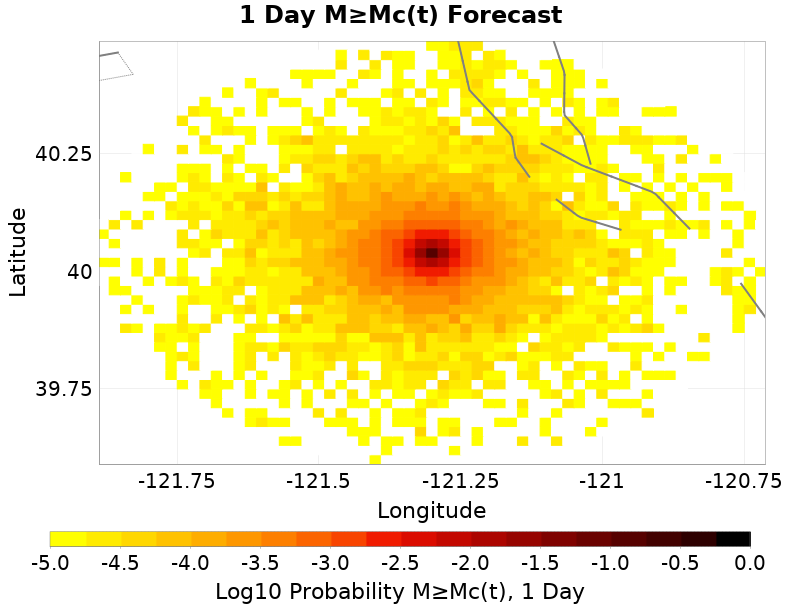 1 Day M≥Mc(t) Forecast
Latitude
40.25
40
39.75
-121.75 -121.5 -121.25 -121 -120.75
Longitude
-5.0 -4.5 -4.0 -3.5 -3.0 -2.5 -2.0 -1.5 -1.0 -0.5 0.0
Log10 Probability M≥Mc(t), 1 Day